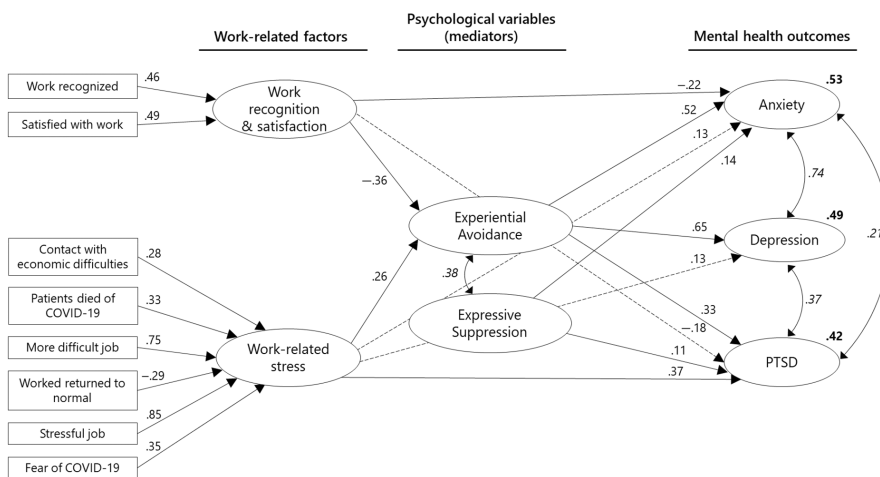 Psychological variables
(mediators)
Work-related factors
Mental health outcomes
Work recognized
.46
Satisfied with work
.49
Work
recognition
& satisfaction
−.22
.53
Anxiety
.52
.13
.14
−.36
.74
Experiential
Avoidance
.65
.49
Depression
.21
.13
Contact with
economic difficulties
.28
.26
.38
Patients died of
COVID-19
.33
Expressive
Suppression
.33
−.18
.37
.42
More difficult job
.75
Work-related
stress
.11
.37
PTSD
Worked returned to
normal
−.29
Stressful job
.85
Fear of COVID-19
.35